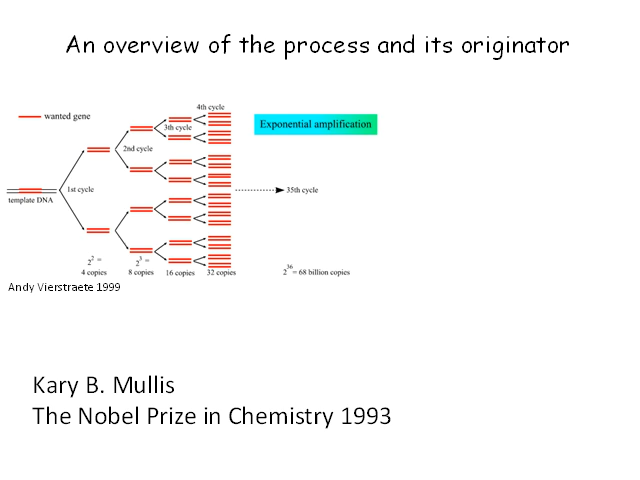 An overview of the process and its originator
4th cycle
wanted gene
3th cycle
Exponential amplification
2nd cycle
1st cycle
35th cycle
template DNA
2² =
4 copies
2³ =
8 copies
16 copies
32 copies
2³⁶ = 68 billion copies
Andy Vierstraete 1999
Kary B. Mullis
The Nobel Prize in Chemistry 1993